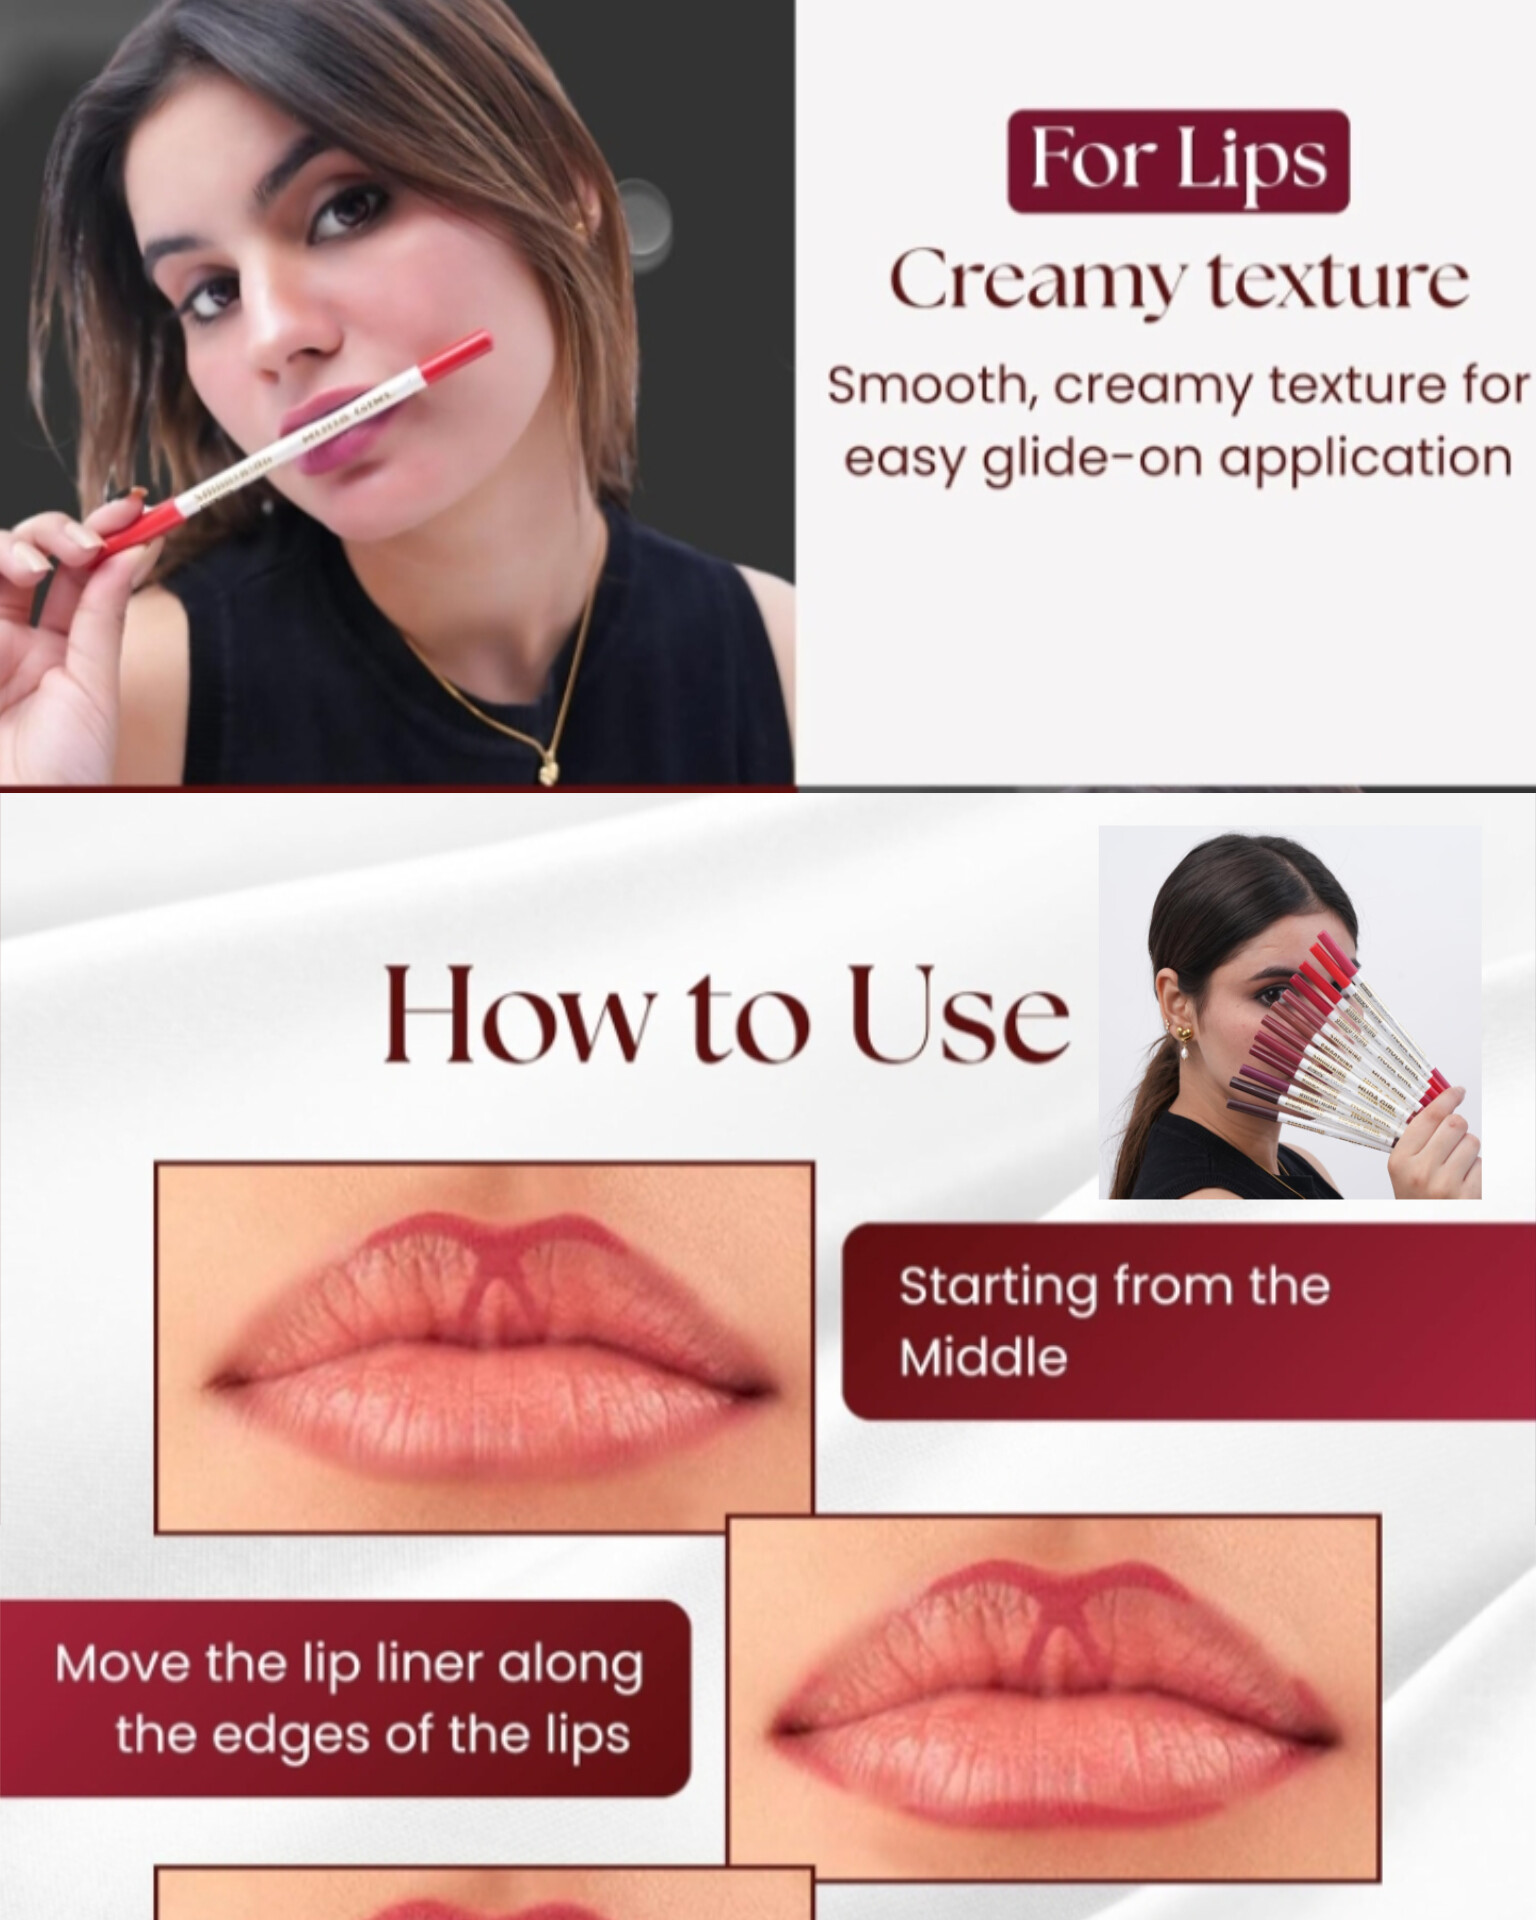 For Lips
Creamy texture
Smooth, creamy texture for
easy glide-on application
How to Use
Starting from the
Middle
Move the lip liner along
the edges of the lips